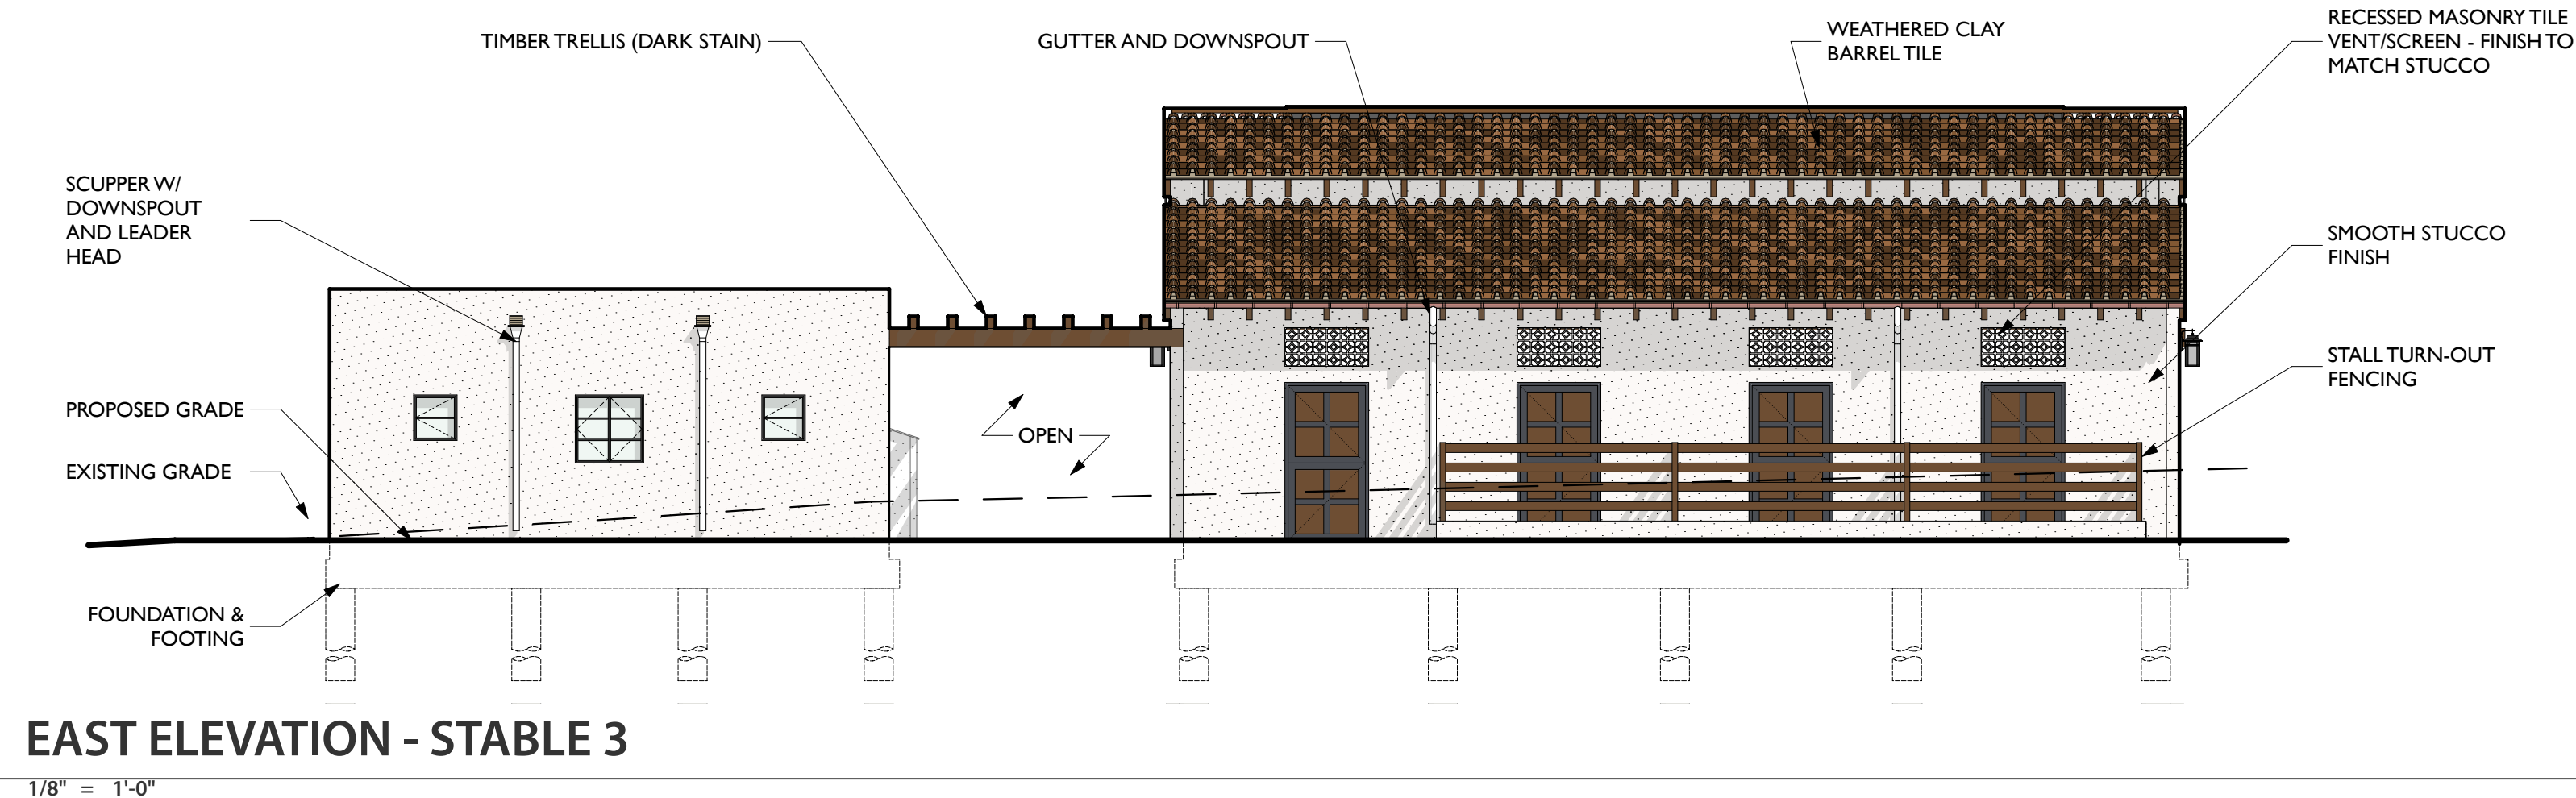 TIMBER TRELLIS (DARK STAIN)
GUTTER AND DOWNSPOUT
WEATHERED CLAY
BARREL TILE
RECESSED MASONRY TILE
VENT/SCREEN - FINISH TO
MATCH STUCCO
SCUPPER W/
DOWNSPOUT
AND LEADER
HEAD
SMOOTH STUCCO
FINISH
STALL TURN-OUT
FENCING
PROPOSED GRADE
OPEN
EXISTING GRADE
FOUNDATION &
FOOTING
EAST ELEVATION - STABLE 3
1/8" = 1'-0"